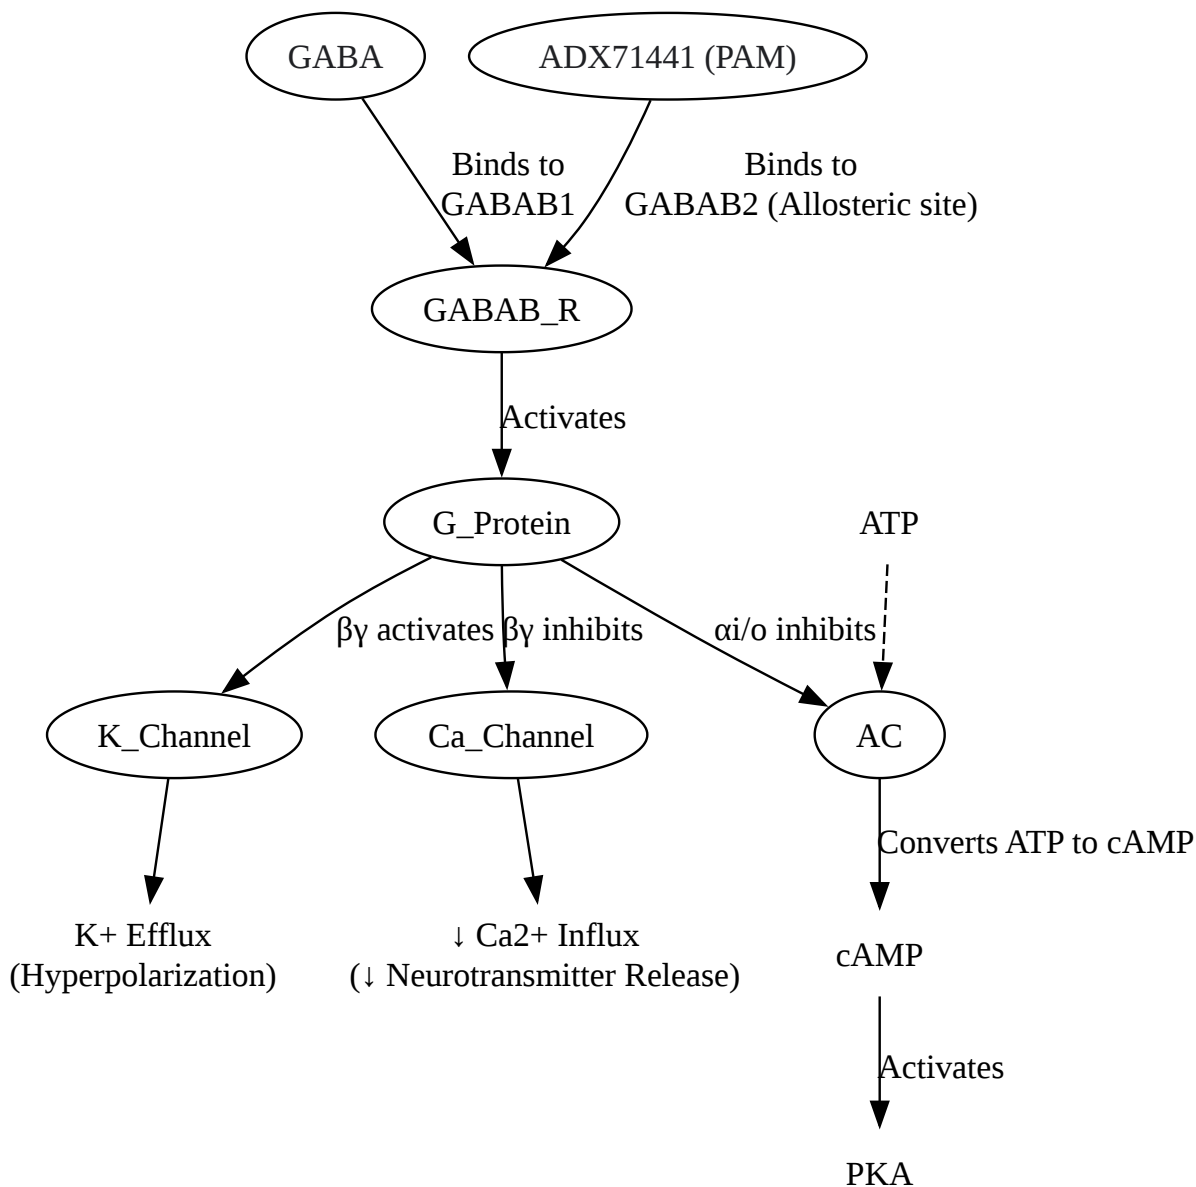 GABA
ADX71441 (PAM)
Binds to
GABAB1
Binds to
GABAB2 (Allosteric site)
GABAB_R
Activates
G_Protein
ATP
βγ activates
βγ inhibits
αi/o inhibits
K_Channel
Ca_Channel
AC
Converts ATP to cAMP
K+ Efflux
(Hyperpolarization)
↓ Ca2+ Influx
(↓ Neurotransmitter Release)
cAMP
Activates
PKA